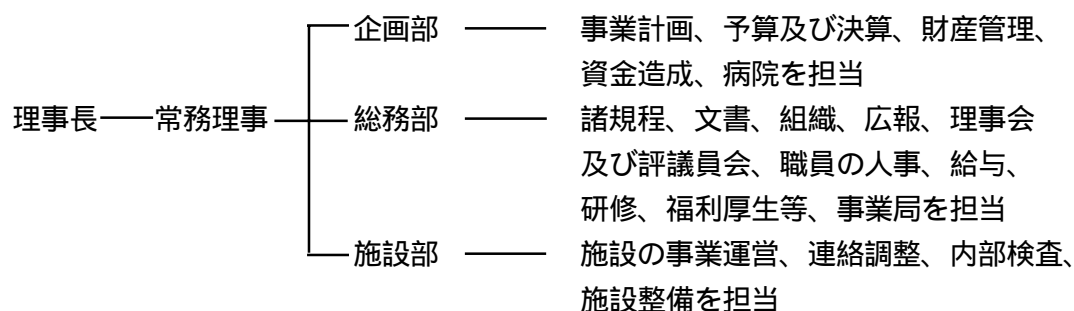 企画部 事業計画、予算及び決算、財産管理、
資金造成、病院を担当
理事長 常務理事 総務部 諸規程、文書、組織、広報、理事会
及び評議員会、職員の人事、給与、
研修、福利厚生等、事業局を担当
施設部 施設の事業運営、連絡調整、内部検査、
施設整備を担当